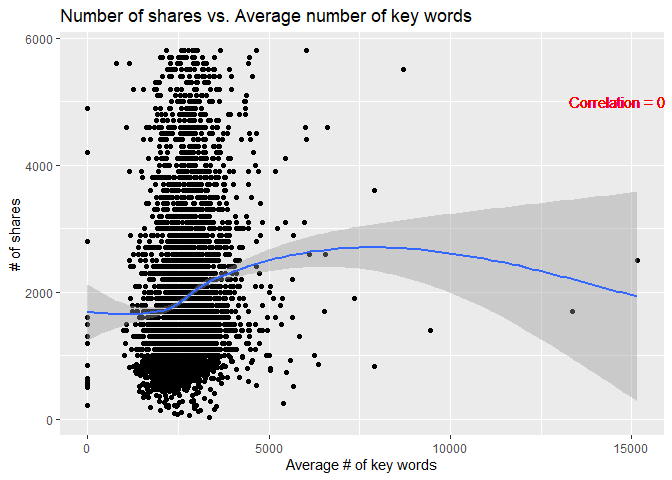 Number of shares vs. Average number of key words
6000
Correlation = 0
4000
# of shares
2000
0
0 5000 10000 15000
Average # of key words